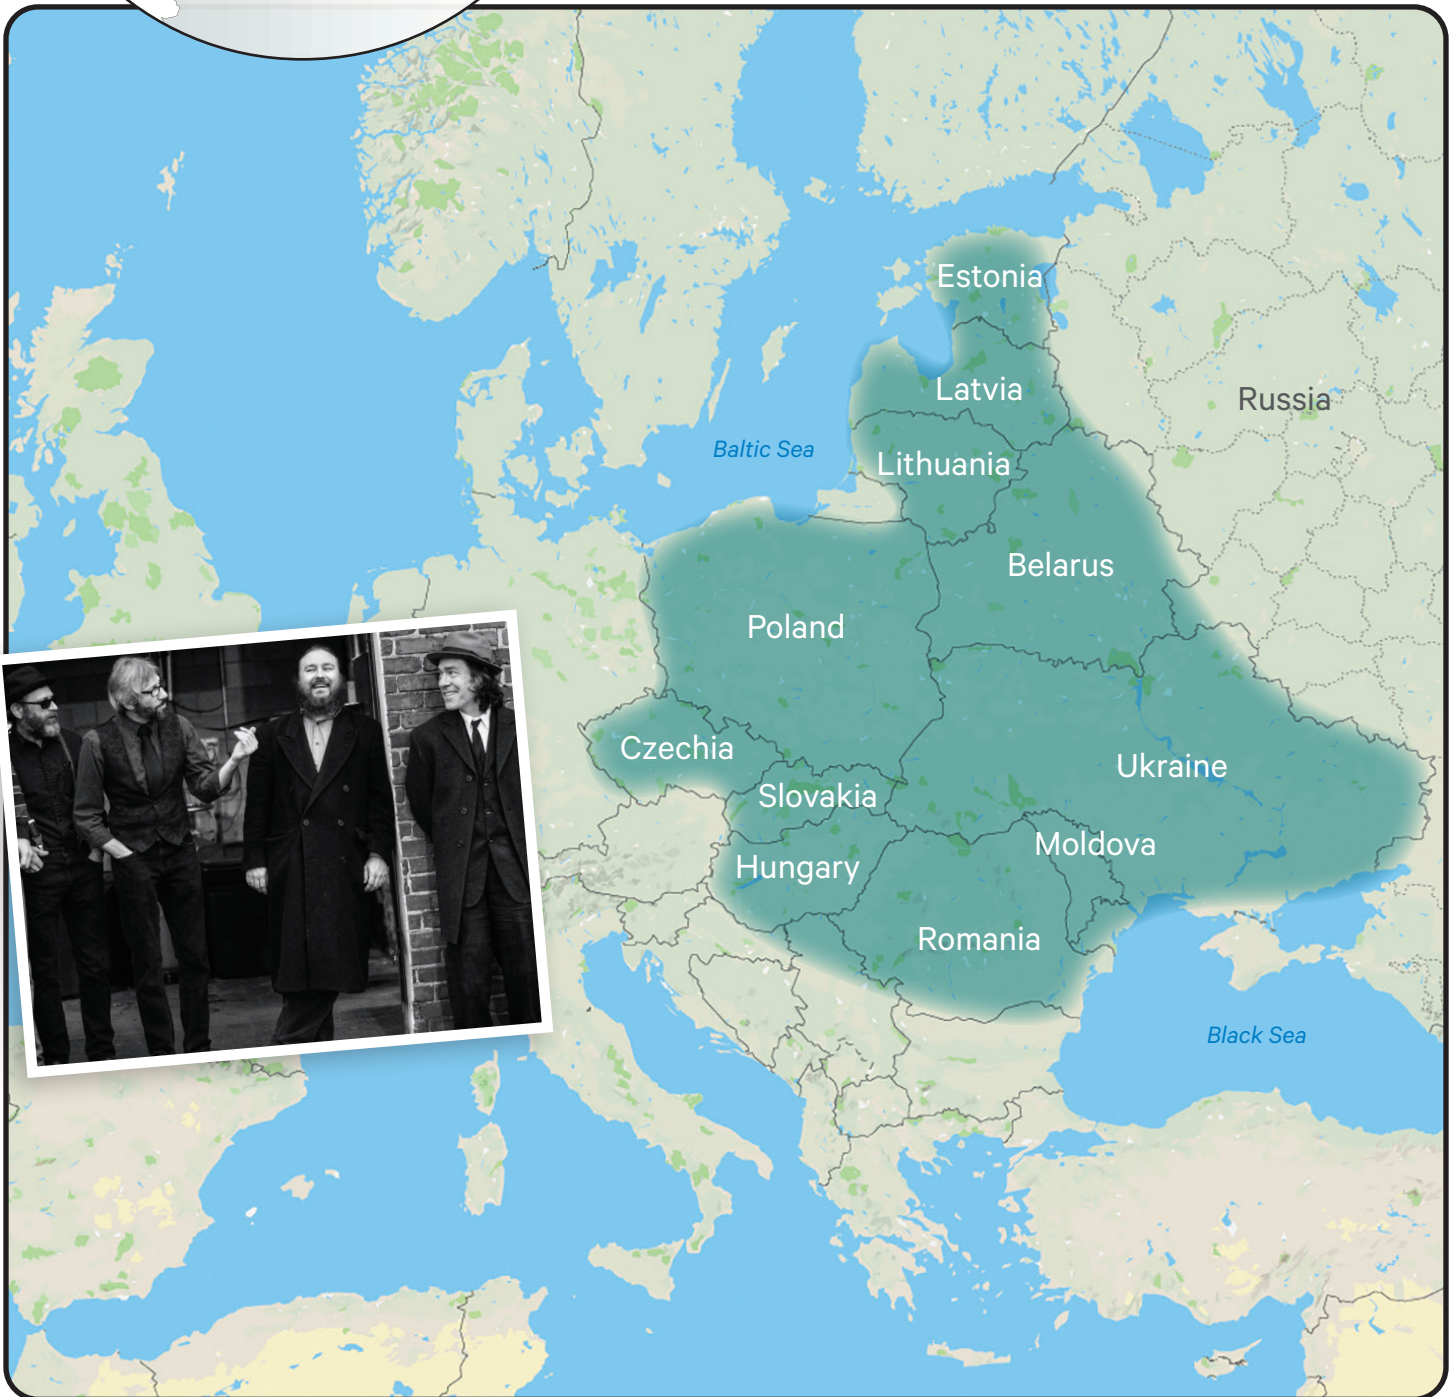 Estonia
Latvia
Russia
Baltic Sea
Lithuania
Belarus
Poland
Czechia
Ukraine
Slovakia
Moldova
Hungary
Romania
Black Sea